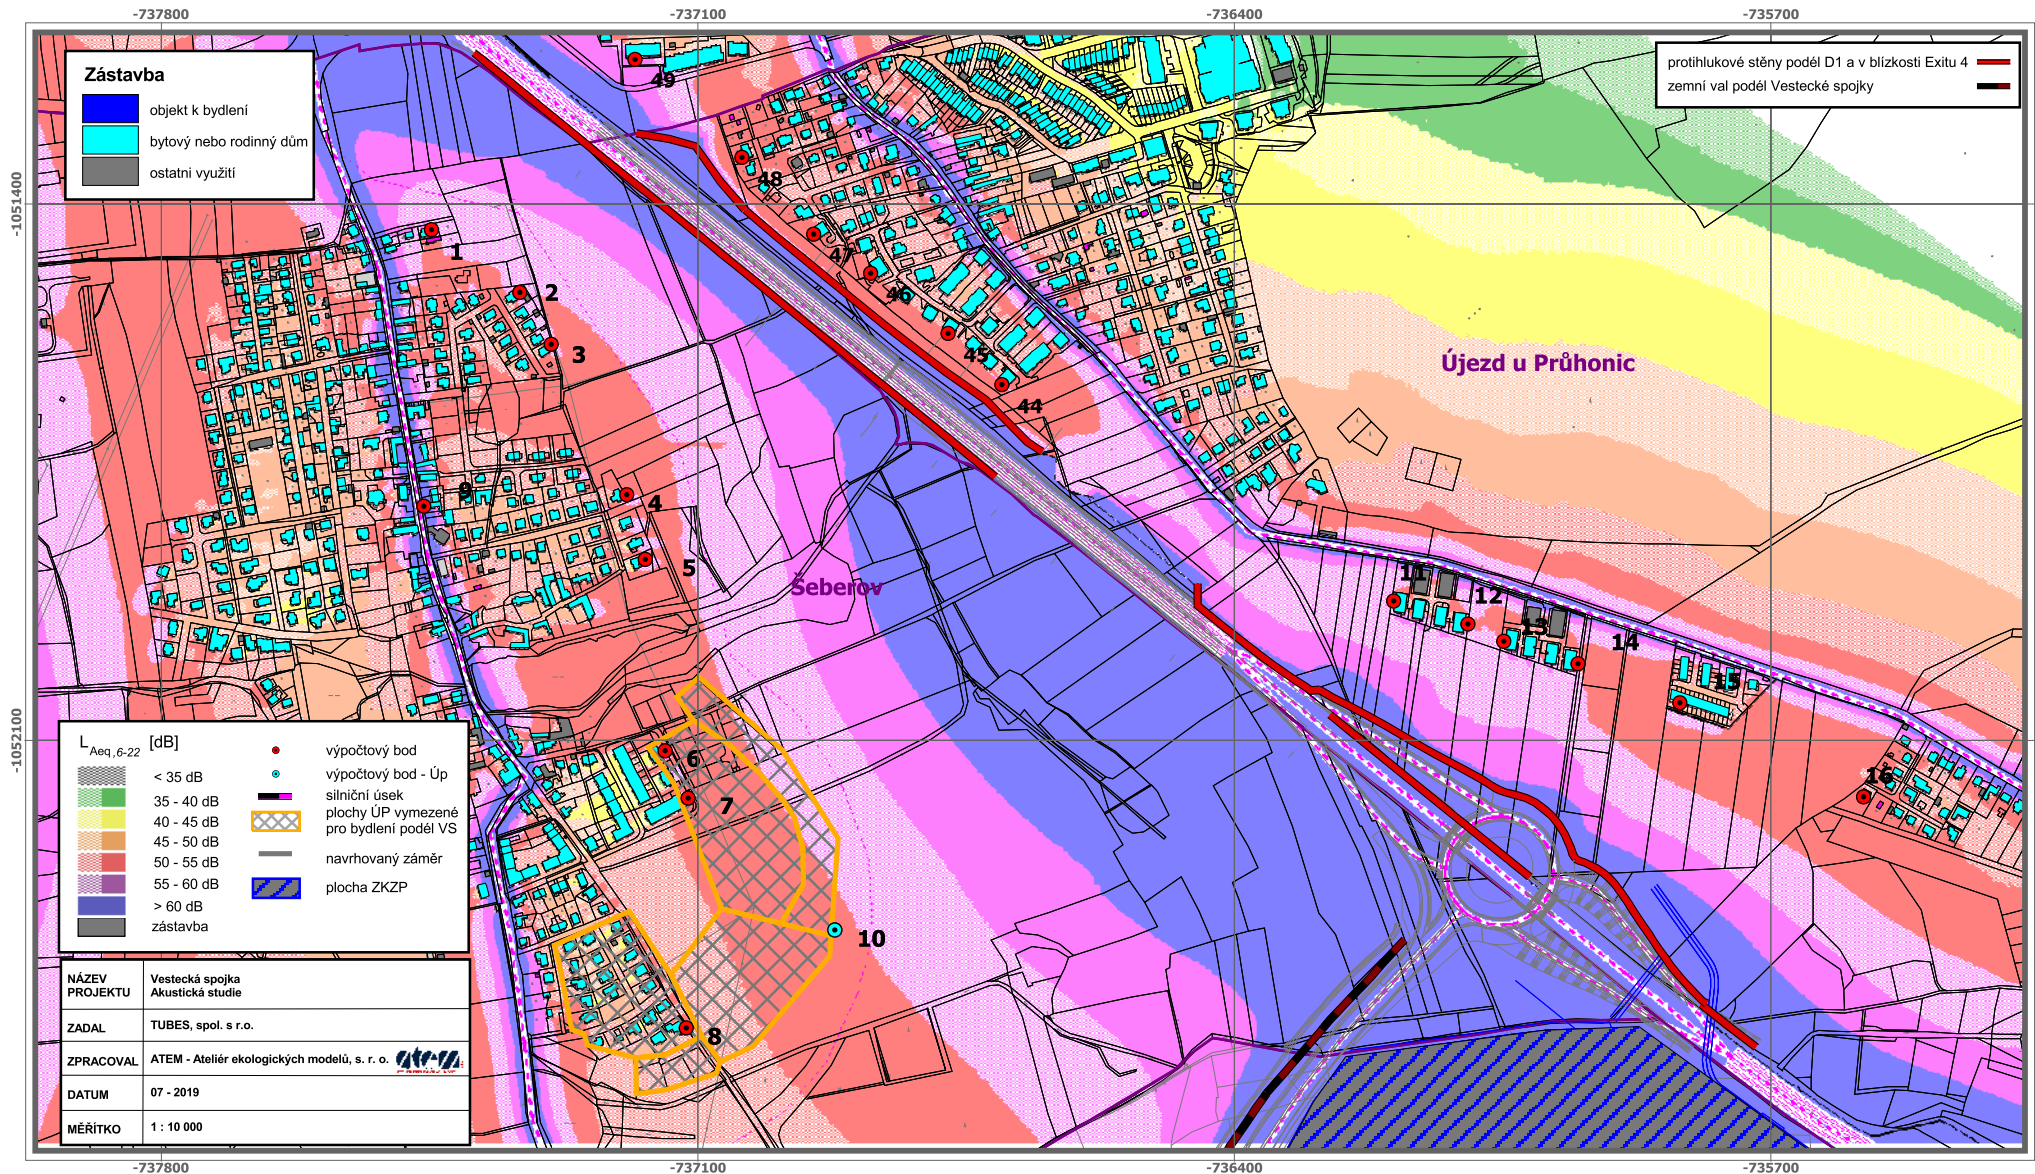 -737800 -737100 -736400 -735700
-1051400
-1052100
Zástavba
objekt k bydlení
bytový nebo rodinný dům
ostatni využití
protihlukové stěny podél D1 a v blízkosti Exitu 4
zemní val podél Vestecké spojky
49
48
1
47
2
46
3
45
44
Újezd u Průhonic
9
4
5
Šeberov
11
12
13
14
15
6
7
16
10
8
LAeq,6-22 [dB]
< 35 dB
35 - 40 dB
40 - 45 dB
45 - 50 dB
50 - 55 dB
55 - 60 dB
> 60 dB
zástavba
výpočtový bod
výpočtový bod - Úp
silniční úsek
plochy ÚP vymezené
pro bydlení podél VS
navrhovaný záměr
plocha ZKZP
NÁZEV
PROJEKTU
Vestecká spojka
Akustická studie
ZADAL TUBES, spol. s r.o.
ZPRACOVAL ATEM - Ateliér ekologických modelů, s. r. o. atem
DATUM 07 - 2019
MĚŘÍTKO 1 : 10 000
-737800 -737100 -736400 -735700